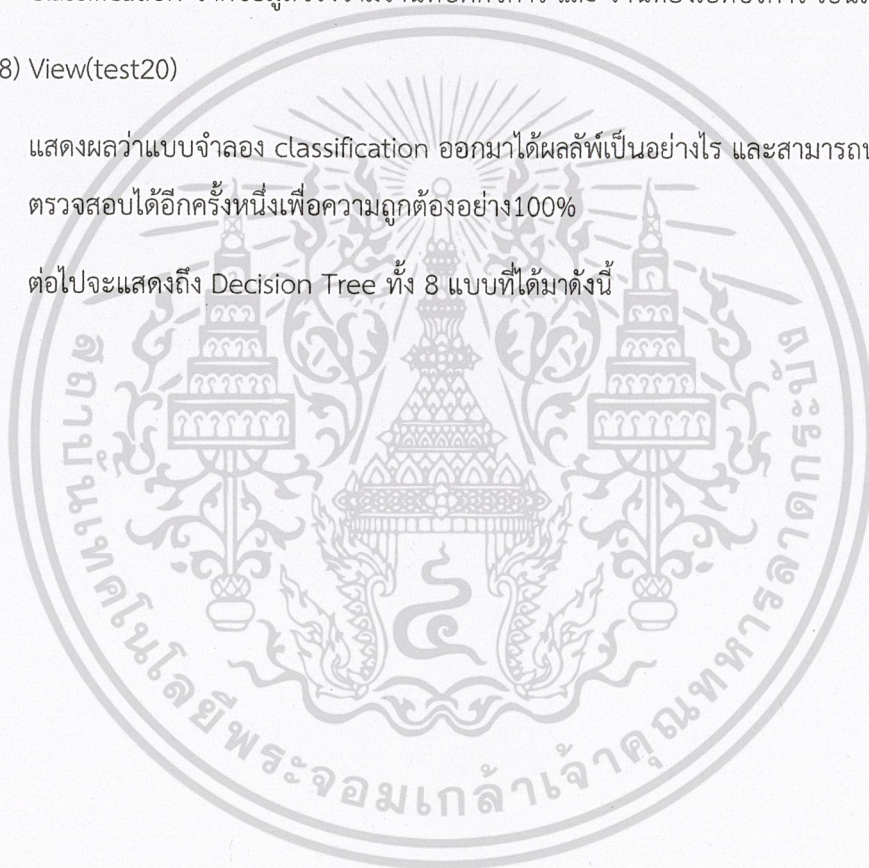 8) View(test20)
แสดงผลว่าแบบจำลอง classification ออกมาได้ผลลัพ์เป็นอย่างไร และสามารถ
ตรวจสอบได้อีกครั้งหนึ่งเพื่อความถูกต้องอย่าง100%
ต่อไปจะแสดงถึง Decision Tree ทั้ง 8 แบบที่ได้มาดังนี้
สถาบันเทคโนโลยีพระจอมเกล้าเจ้าคุณทหารลาดกระบัง